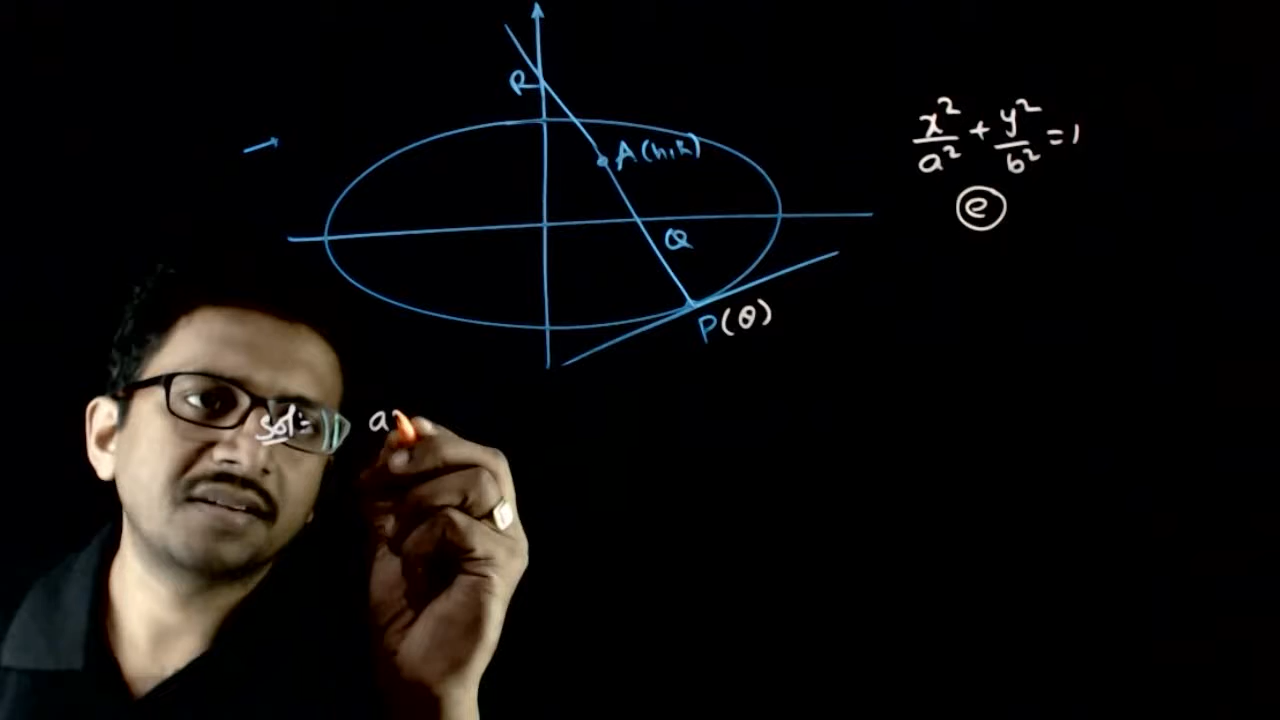 R
A(h,k)
Q
P(θ)
x²/a² + y²/b² = 1
e
Sol:-
a